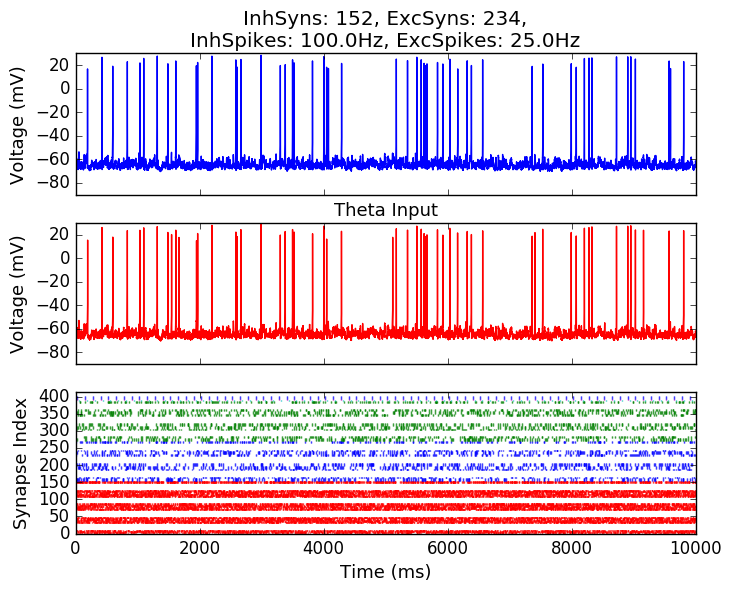 InhSyns: 152, ExcSyns: 234,
InhSpikes: 100.0Hz, ExcSpikes: 25.0Hz
Voltage (mV)
20
0
−20
−40
−60
−80
Theta Input
Voltage (mV)
20
0
−20
−40
−60
−80
Synapse Index
400
350
300
250
200
150
100
50
0
0 2000 4000 6000 8000 10000
Time (ms)